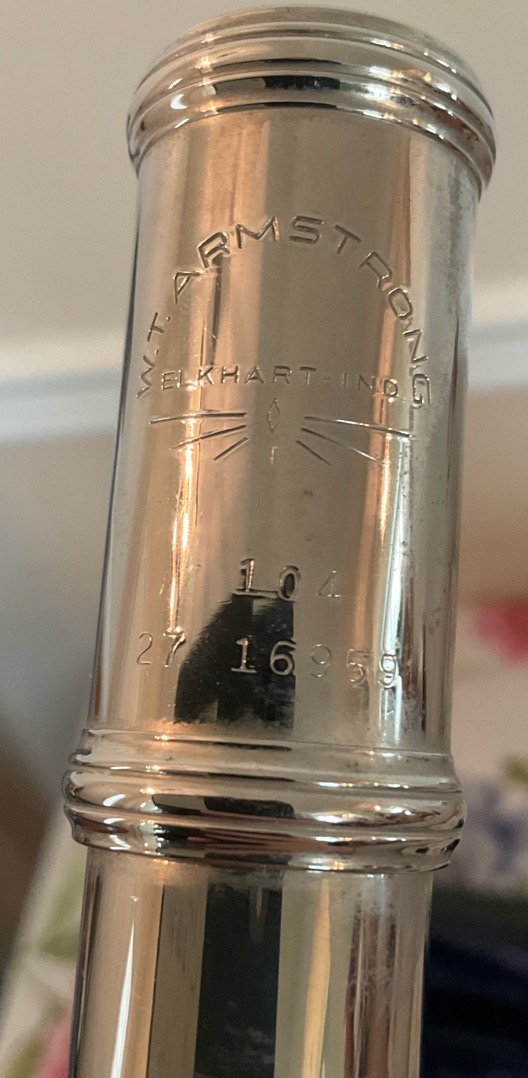 W.T. ARMSTRONG
ELKHART-IND.
104
27 16959